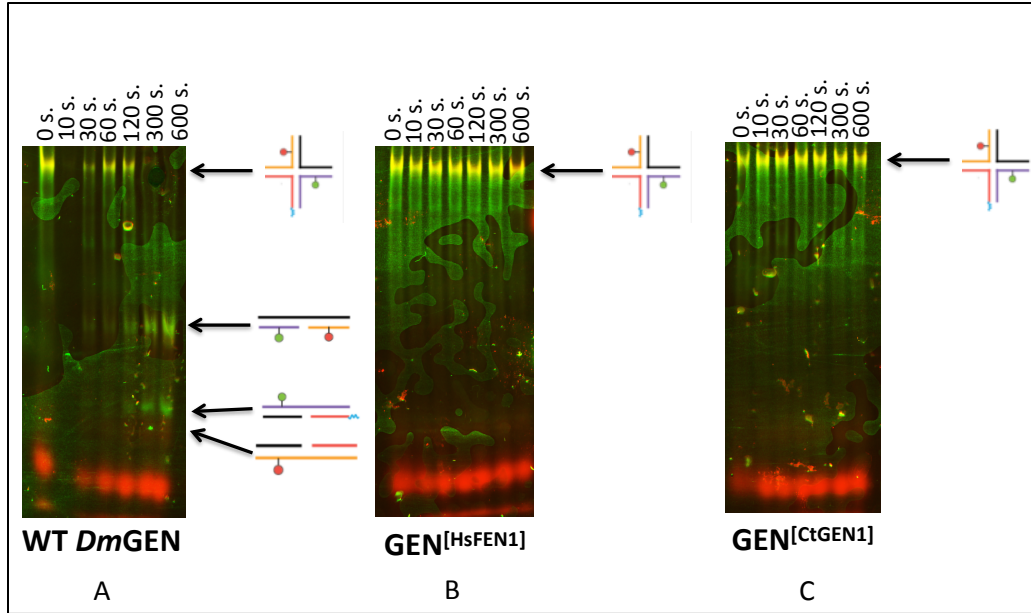 0 s.
10 s.
30 s.
60 s.
120 s.
300 s.
600 s.
0 s.
10 s.
30 s.
60 s.
120 s.
300 s.
600 s.
0 s.
10 s.
30 s.
60 s.
120 s.
300 s.
600 s.
WT DmGEN
GEN[HsFEN1]
GEN[CtGEN1]
A
B
C